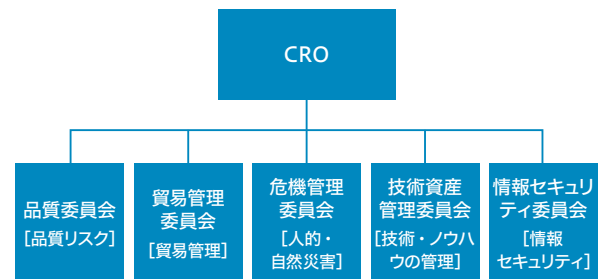 CRO
品質委員会
[品質リスク]
貿易管理
委員会
[貿易管理]
危機管理
委員会
[人的・
自然災害]
技術資産
管理委員会
[技術・ノウハ
ウの管理]
情報セキュリ
ティ委員会
[情報
セキュリティ]